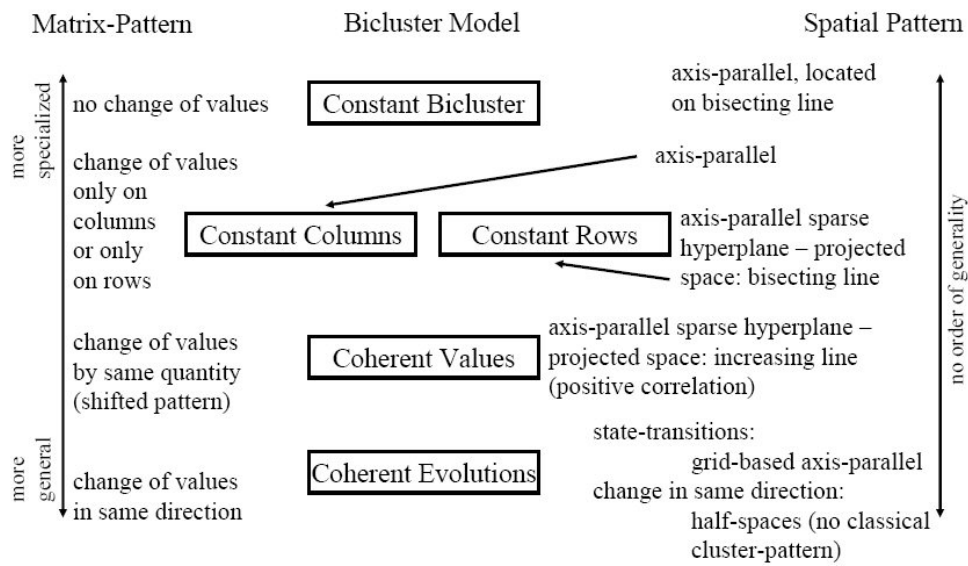 Matrix-Pattern
Bicluster Model
Spatial Pattern
more
specialized
no change of values
Constant Bicluster
axis-parallel, located
on bisecting line
change of values
only on
columns
or only
on rows
axis-parallel
Constant Columns
Constant Rows
axis-parallel sparse
hyperplane – projected
space: bisecting line
no order of generality
change of values
by same quantity
(shifted pattern)
Coherent Values
axis-parallel sparse hyperplane –
projected space: increasing line
(positive correlation)
more
general
change of values
in same direction
Coherent Evolutions
state-transitions:
grid-based axis-parallel
change in same direction:
half-spaces (no classical
cluster-pattern)